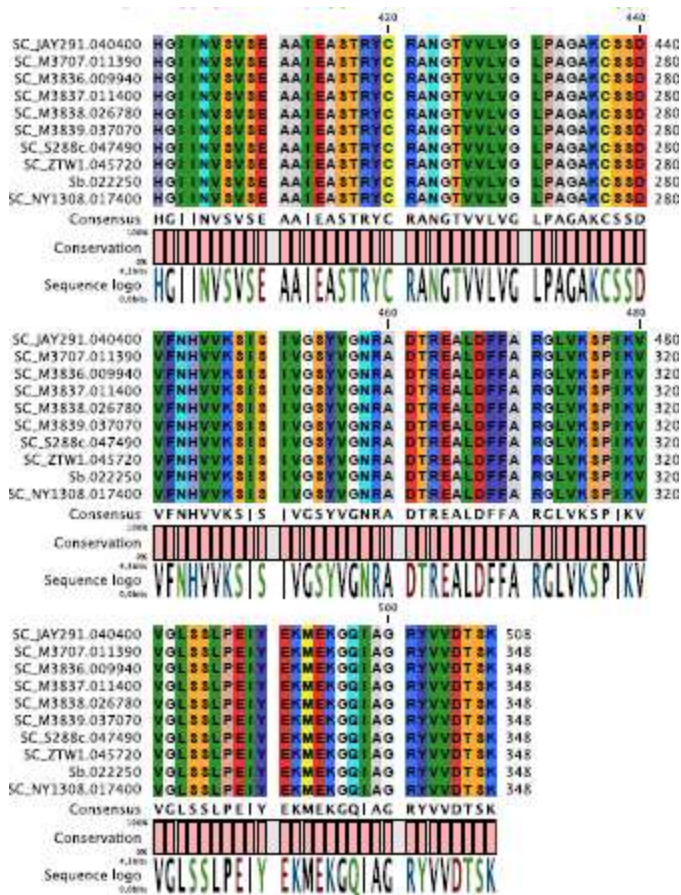 420 440
SC_JAY291.040400 HGIINVSVSE AAIEASTRYC RANGTVVLVG LPAGAKCSSD 440
SC_M3707.011390 HGIINVSVSE AAIEASTRYC RANGTVVLVG LPAGAKCSSD 280
SC_M3836.009940 HGIINVSVSE AAIEASTRYC RANGTVVLVG LPAGAKCSSD 280
SC_M3837.011400 HGIINVSVSE AAIEASTRYC RANGTVVLVG LPAGAKCSSD 280
SC_M3838.026780 HGIINVSVSE AAIEASTRYC RANGTVVLVG LPAGAKCSSD 280
SC_M3839.037070 HGIINVSVSE AAIEASTRYC RANGTVVLVG LPAGAKCSSD 280
SC_S288c.047490 HGIINVSVSE AAIEASTRYC RANGTVVLVG LPAGAKCSSD 280
SC_ZTW1.045720 HGIINVSVSE AAIEASTRYC RANGTVVLVG LPAGAKCSSD 280
Sb.022250 HGIINVSVSE AAIEASTRYC RANGTVVLVG LPAGAKCSSD 280
SC_NY1308.017400 HGIINVSVSE AAIEASTRYC RANGTVVLVG LPAGAKCSSD 280
Consensus HGIINVSVSE AAIEASTRYC RANGTVVLVG LPAGAKCSSD
100%
Conservation
0%
Sequence logo HGIINVSVSE AAIEASTRYC RANGTVVLVG LPAGAKCSSD
0.0bits
460 480
SC_JAY291.040400 VFNHVVKSIS IVGSYVGNRA DTREALDFFA RGLVKSPIKV 480
SC_M3707.011390 VFNHVVKSIS IVGSYVGNRA DTREALDFFA RGLVKSPIKV 320
SC_M3836.009940 VFNHVVKSIS IVGSYVGNRA DTREALDFFA RGLVKSPIKV 320
SC_M3837.011400 VFNHVVKSIS IVGSYVGNRA DTREALDFFA RGLVKSPIKV 320
SC_M3838.026780 VFNHVVKSIS IVGSYVGNRA DTREALDFFA RGLVKSPIKV 320
SC_M3839.037070 VFNHVVKSIS IVGSYVGNRA DTREALDFFA RGLVKSPIKV 320
SC_S288c.047490 VFNHVVKSIS IVGSYVGNRA DTREALDFFA RGLVKSPIKV 320
SC_ZTW1.045720 VFNHVVKSIS IVGSYVGNRA DTREALDFFA RGLVKSPIKV 320
Sb.022250 VFNHVVKSIS IVGSYVGNRA DTREALDFFA RGLVKSPIKV 320
SC_NY1308.017400 VFNHVVKSIS IVGSYVGNRA DTREALDFFA RGLVKSPIKV 320
Consensus VFNHVVKSIS IVGSYVGNRA DTREALDFFA RGLVKSPIKV
100%
Conservation
0%
Sequence logo VFNHVVKSIS IVGSYVGNRA DTREALDFFA RGLVKSPIKV
0.0bits
500
SC_JAY291.040400 VGLSSLPEIY EKMEKGQIAG RYVVDTSK 508
SC_M3707.011390 VGLSSLPEIY EKMEKGQIAG RYVVDTSK 348
SC_M3836.009940 VGLSSLPEIY EKMEKGQIAG RYVVDTSK 348
SC_M3837.011400 VGLSSLPEIY EKMEKGQIAG RYVVDTSK 348
SC_M3838.026780 VGLSSLPEIY EKMEKGQIAG RYVVDTSK 348
SC_M3839.037070 VGLSSLPEIY EKMEKGQIAG RYVVDTSK 348
SC_S288c.047490 VGLSSLPEIY EKMEKGQIAG RYVVDTSK 348
SC_ZTW1.045720 VGLSSLPEIY EKMEKGQIAG RYVVDTSK 348
Sb.022250 VGLSSLPEIY EKMEKGQIAG RYVVDTSK 348
SC_NY1308.017400 VGLSSLPEIY EKMEKGQIAG RYVVDTSK 348
Consensus VGLSSLPEIY EKMEKGQIAG RYVVDTSK
100%
Conservation
0%
Sequence logo VGLSSLPEIY EKMEKGQIAG RYVVDTSK
0.0bits